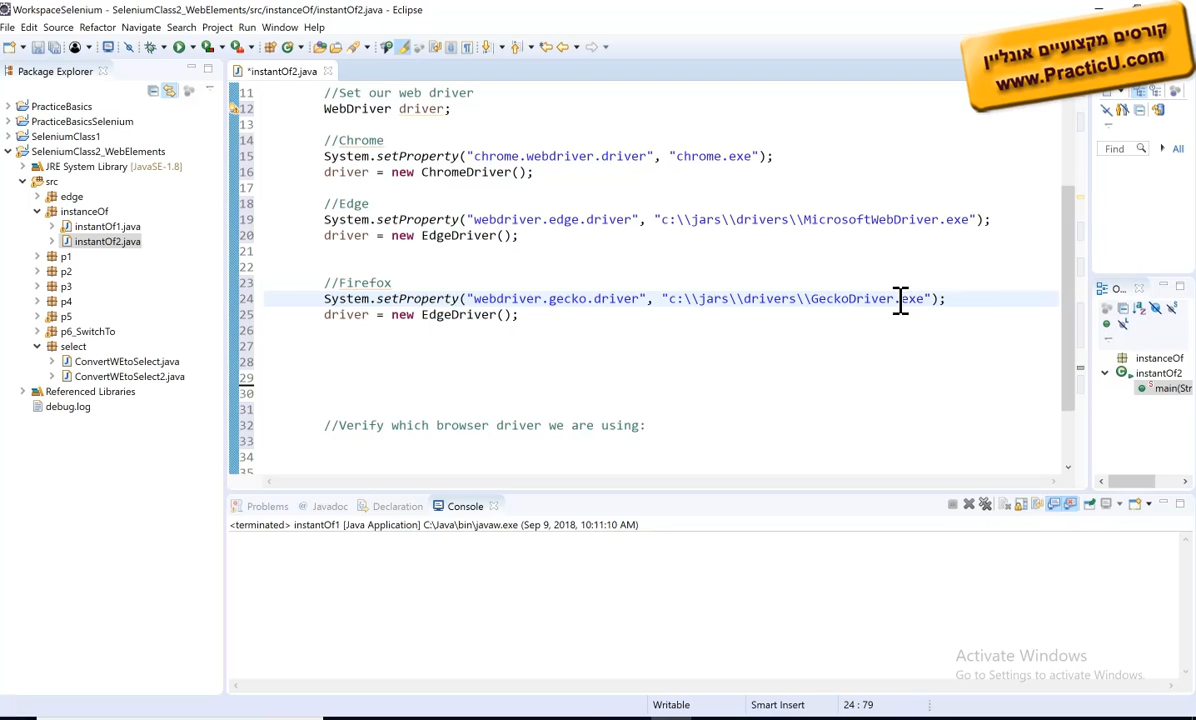 WorkspaceSelenium - SeleniumClass2_WebElements/src/instanceOf/instantOf2.java - Eclipse
File Edit Source Refactor Navigate Search Project Run Window Help
קורסים מקצועיים אונליין
www.PracticU.com
Package Explorer
*instantOf2.java
PracticeBasics
PracticeBasicsSelenium
SeleniumClass1
SeleniumClass2_WebElements
JRE System Library [JavaSE-1.8]
src
edge
instanceOf
instantOf1.java
instantOf2.java
p1
p2
p3
p4
p5
p6_SwitchTo
select
ConvertWEtoSelect.java
ConvertWEtoSelect2.java
Referenced Libraries
debug.log
11 //Set our web driver
12 WebDriver driver;
13
14 //Chrome
15 System.setProperty("chrome.webdriver.driver", "chrome.exe");
16 driver = new ChromeDriver();
17
18 //Edge
19 System.setProperty("webdriver.edge.driver", "c:\\jars\\drivers\\MicrosoftWebDriver.exe");
20 driver = new EdgeDriver();
21
22
23 //Firefox
24 System.setProperty("webdriver.gecko.driver", "c:\\jars\\drivers\\GeckoDriver.exe");
25 driver = new EdgeDriver();
26
27
28
29
30
31
32 //Verify which browser driver we are using:
33
34
35
Find All
O...
instanceOf
instantOf2
main(Str
Problems Javadoc Declaration Console
<terminated> instantOf1 [Java Application] C:\Java\bin\javaw.exe (Sep 9, 2018, 10:11:10 AM)
Activate Windows
Go to Settings to activate Windows.
Writable Smart Insert 24 : 79